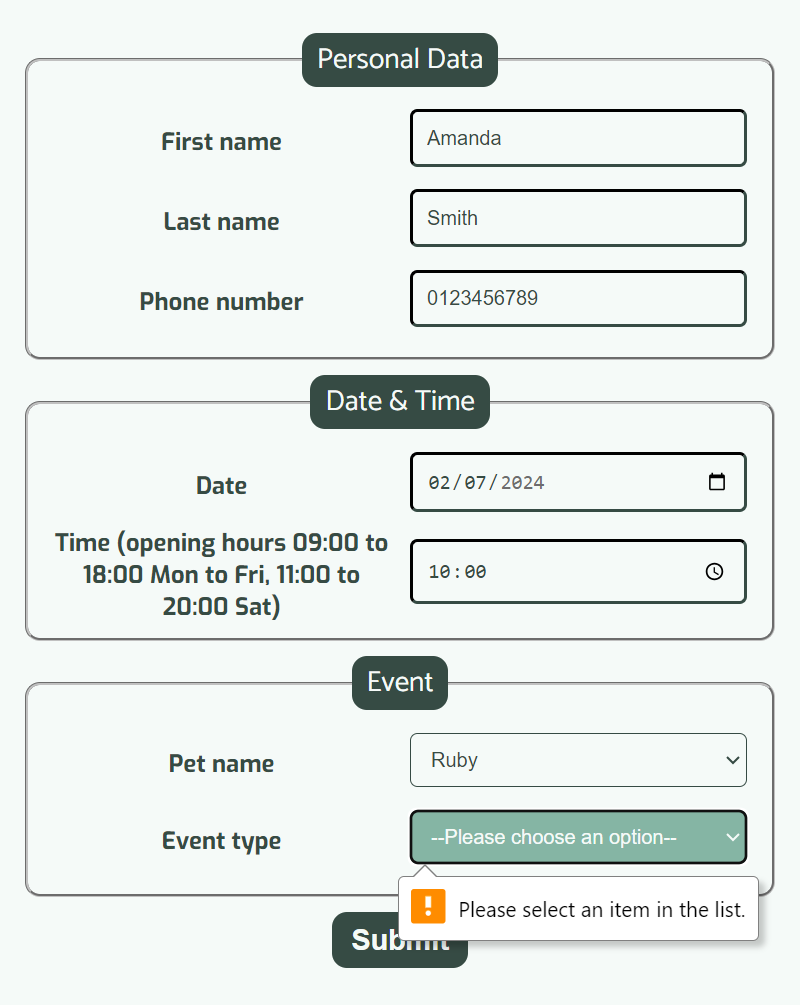 Personal Data
First name
Amanda
Last name
Smith
Phone number
0123456789
Date & Time
Date
02/07/2024
Time (opening hours 09:00 to
18:00 Mon to Fri, 11:00 to
20:00 Sat)
10:00
Event
Pet name
Ruby
Event type
--Please choose an option--
Please select an item in the list.
Submit